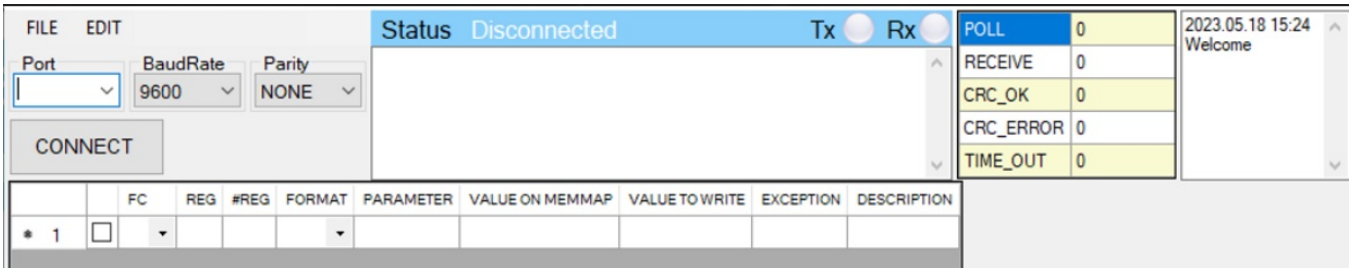 FILE EDIT
Status Disconnected Tx Rx
Port BaudRate Parity
9600 NONE
CONNECT
POLL 0
RECEIVE 0
CRC_OK 0
CRC_ERROR 0
TIME_OUT 0
2023.05.18 15:24
Welcome
FC REG #REG FORMAT PARAMETER VALUE ON MEMMAP VALUE TO WRITE EXCEPTION DESCRIPTION
* 1